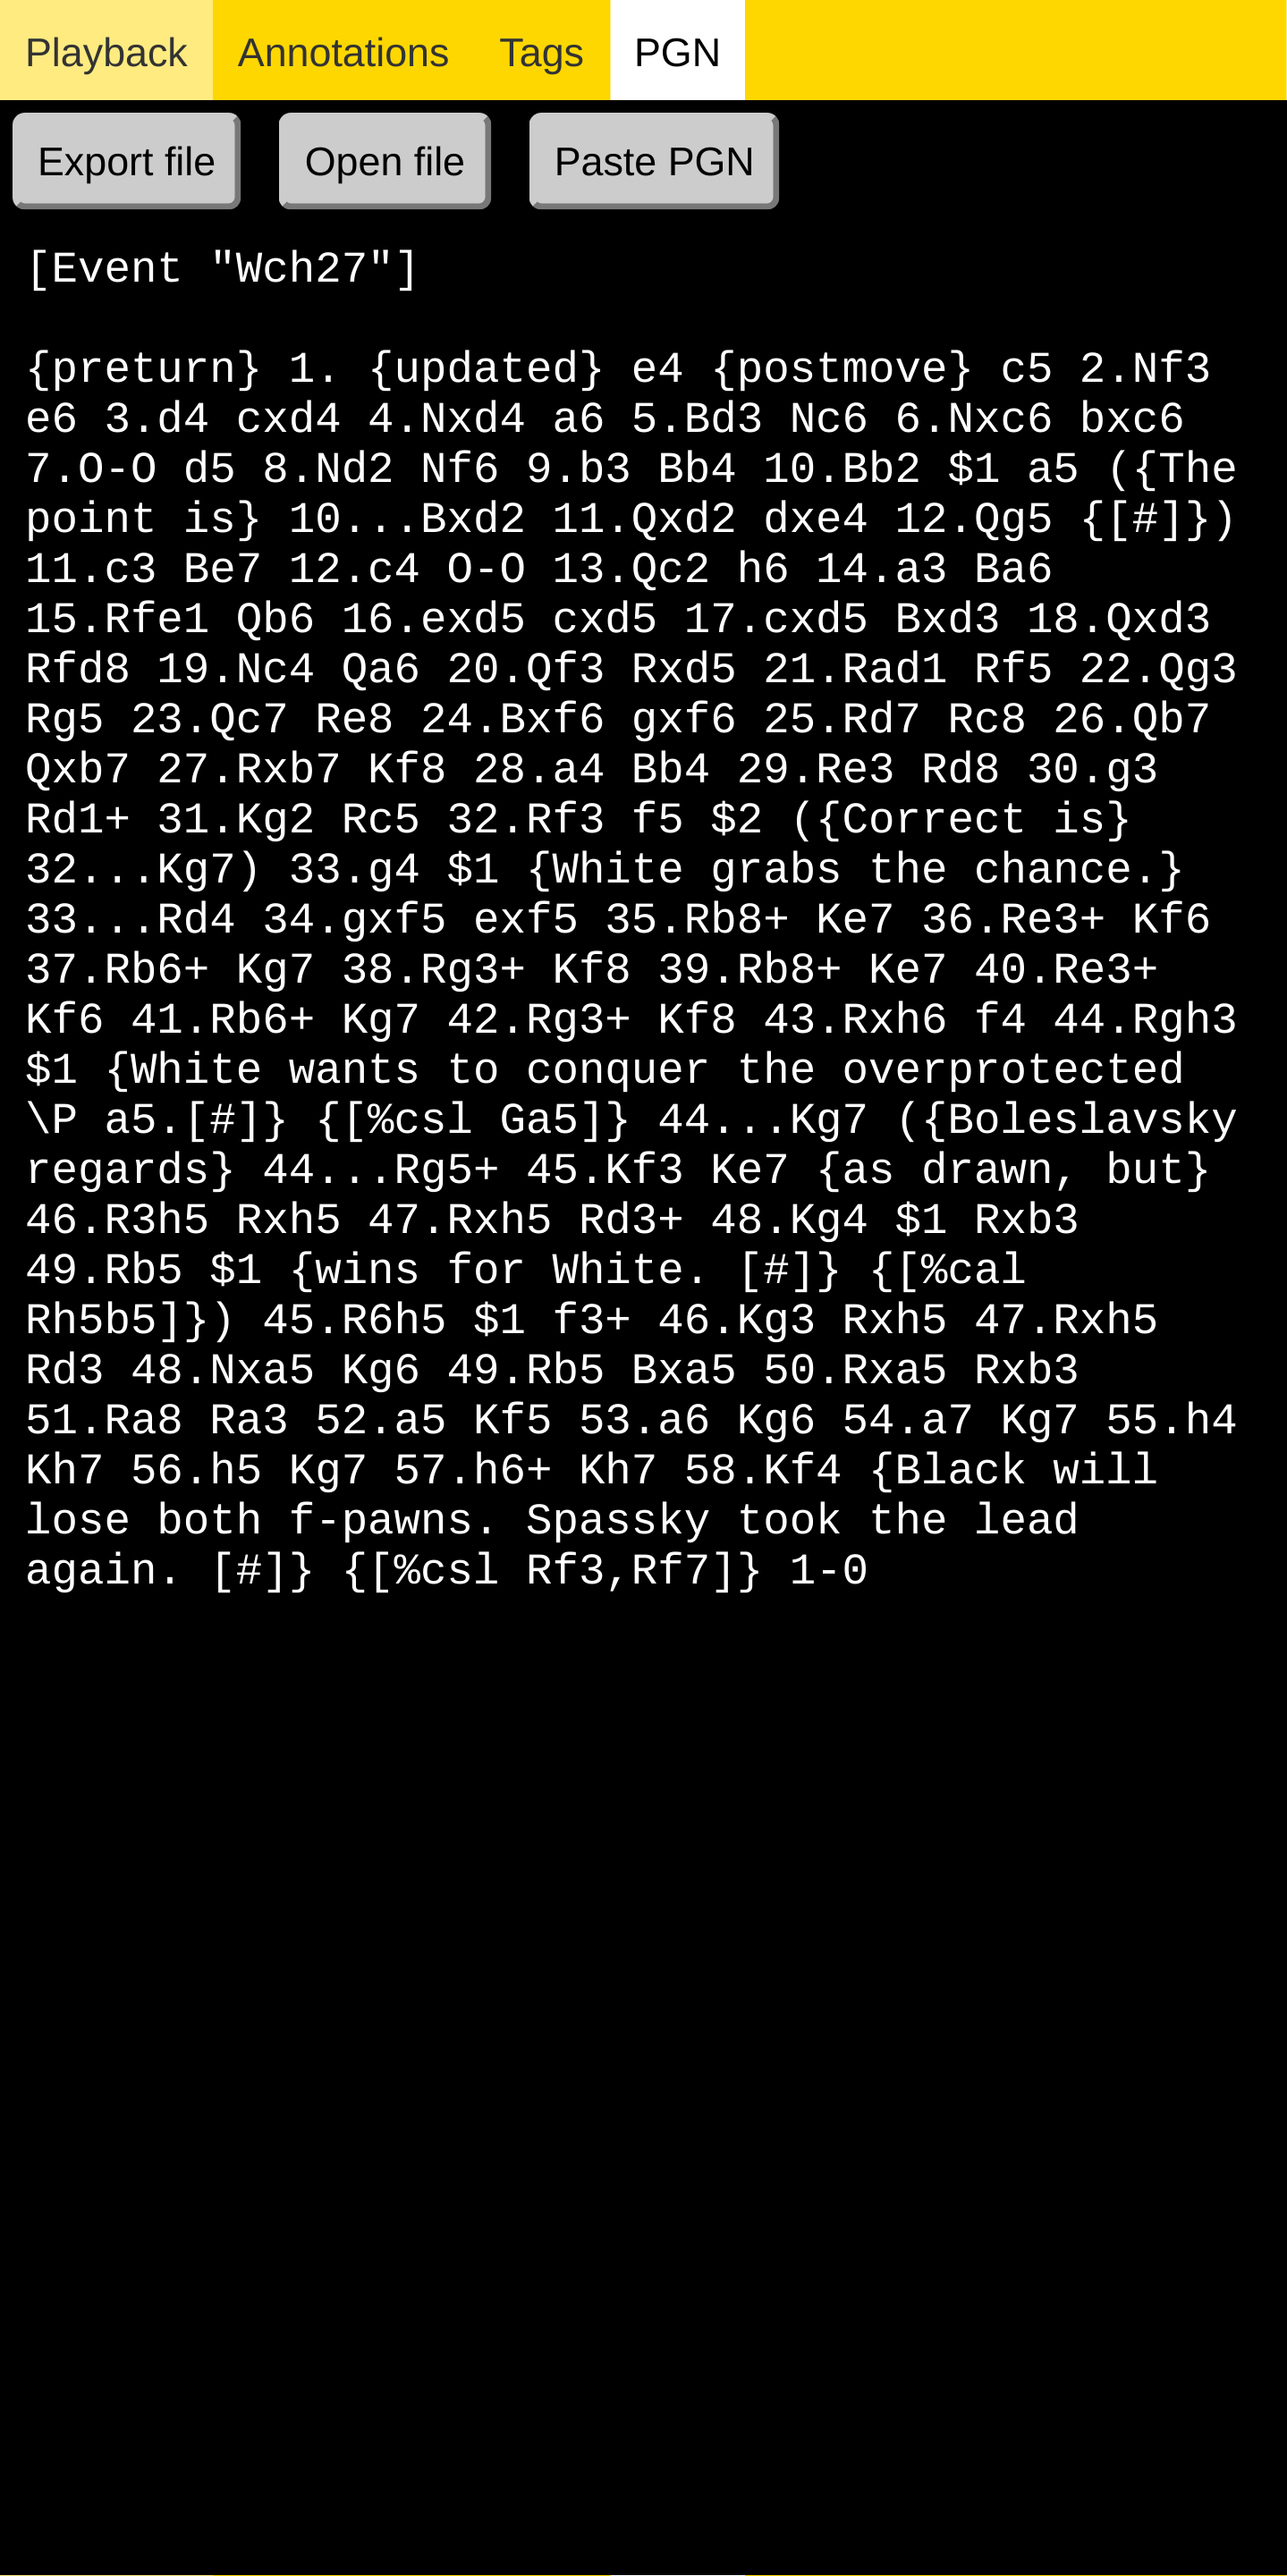 Playback Annotations Tags PGN
Export file Open file Paste PGN
[Event "Wch27"]
{preturn} 1. {updated} e4 {postmove} c5 2.Nf3
e6 3.d4 cxd4 4.Nxd4 a6 5.Bd3 Nc6 6.Nxc6 bxc6
7.O-O d5 8.Nd2 Nf6 9.b3 Bb4 10.Bb2 $1 a5 ({The
point is} 10...Bxd2 11.Qxd2 dxe4 12.Qg5 {[#]})
11.c3 Be7 12.c4 O-O 13.Qc2 h6 14.a3 Ba6
15.Rfe1 Qb6 16.exd5 cxd5 17.cxd5 Bxd3 18.Qxd3
Rfd8 19.Nc4 Qa6 20.Qf3 Rxd5 21.Rad1 Rf5 22.Qg3
Rg5 23.Qc7 Re8 24.Bxf6 gxf6 25.Rd7 Rc8 26.Qb7
Qxb7 27.Rxb7 Kf8 28.a4 Bb4 29.Re3 Rd8 30.g3
Rd1+ 31.Kg2 Rc5 32.Rf3 f5 $2 ({Correct is}
32...Kg7) 33.g4 $1 {White grabs the chance.}
33...Rd4 34.gxf5 exf5 35.Rb8+ Ke7 36.Re3+ Kf6
37.Rb6+ Kg7 38.Rg3+ Kf8 39.Rb8+ Ke7 40.Re3+
Kf6 41.Rb6+ Kg7 42.Rg3+ Kf8 43.Rxh6 f4 44.Rgh3
$1 {White wants to conquer the overprotected
\P a5.[#]} {[%csl Ga5]} 44...Kg7 ({Boleslavsky
regards} 44...Rg5+ 45.Kf3 Ke7 {as drawn, but}
46.R3h5 Rxh5 47.Rxh5 Rd3+ 48.Kg4 $1 Rxb3
49.Rb5 $1 {wins for White. [#]} {[%cal
Rh5b5]}) 45.R6h5 $1 f3+ 46.Kg3 Rxh5 47.Rxh5
Rd3 48.Nxa5 Kg6 49.Rb5 Bxa5 50.Rxa5 Rxb3
51.Ra8 Ra3 52.a5 Kf5 53.a6 Kg6 54.a7 Kg7 55.h4
Kh7 56.h5 Kg7 57.h6+ Kh7 58.Kf4 {Black will
lose both f-pawns. Spassky took the lead
again. [#]} {[%csl Rf3,Rf7]} 1-0